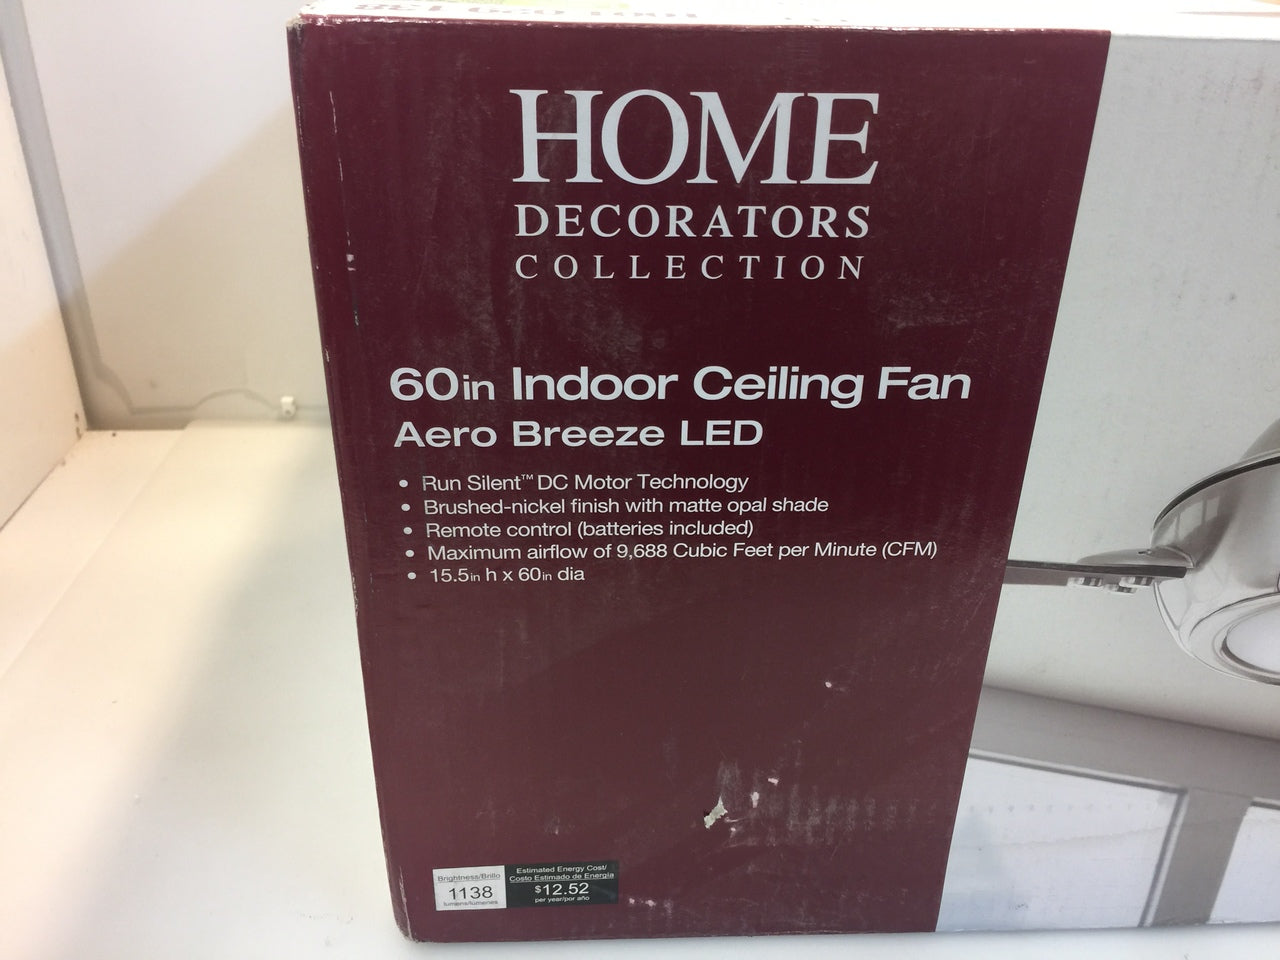 HOME
DECORATORS
COLLECTION
60in Indoor Ceiling Fan
Aero Breeze LED
• Run Silent™ DC Motor Technology
• Brushed-nickel finish with matte opal shade
• Remote control (batteries included)
• Maximum airflow of 9,688 Cubic Feet per Minute (CFM)
• 15.5in h x 60in dia
Brightness/Brillo
1138
lumens/lúmenes
Estimated Energy Cost/
Costo Estimado de Energía
$12.52
per year/por año